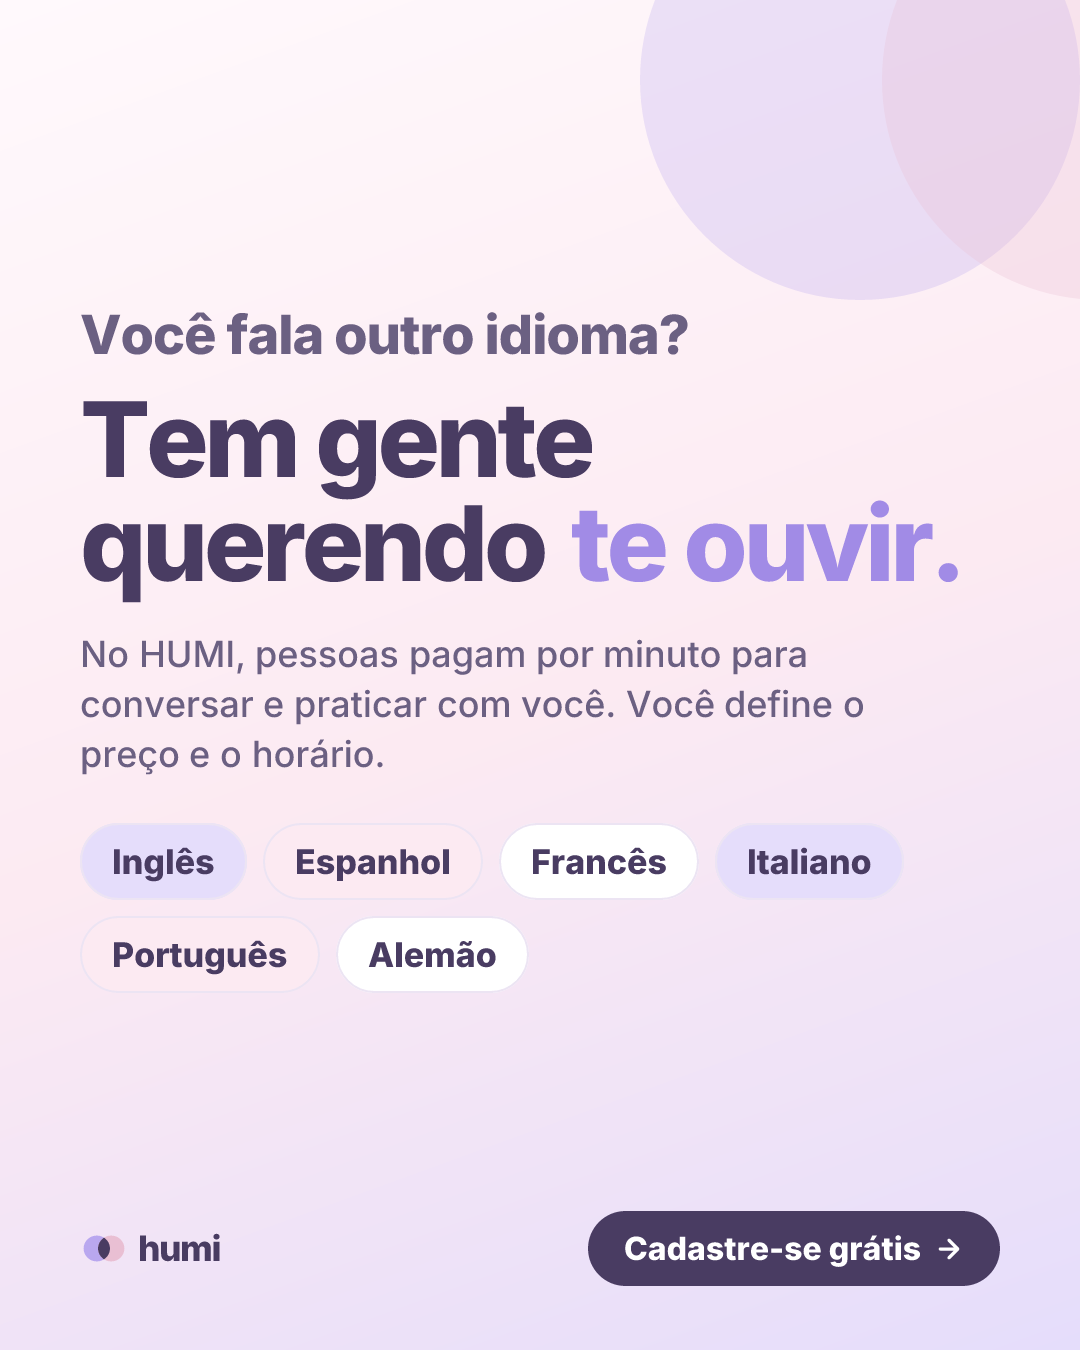 Você fala outro idioma?
Tem gente
querendo te ouvir.
No HUMI, pessoas pagam por minuto para
conversar e praticar com você. Você define o
preço e o horário.
Inglês Espanhol Francês Italiano
Português Alemão
humi Cadastre-se grátis →